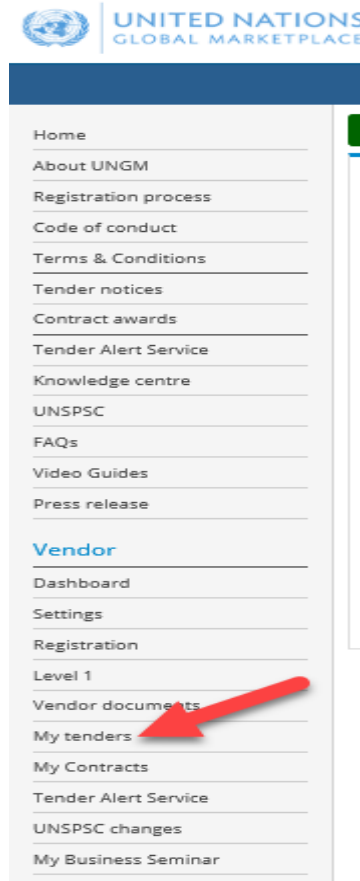 UNITED NATIONS
GLOBAL MARKETPLACE
Home
About UNGM
Registration process
Code of conduct
Terms & Conditions
Tender notices
Contract awards
Tender Alert Service
Knowledge centre
UNSPSC
FAQs
Video Guides
Press release
Vendor
Dashboard
Settings
Registration
Level 1
Vendor documents
My tenders
My Contracts
Tender Alert Service
UNSPSC changes
My Business Seminar